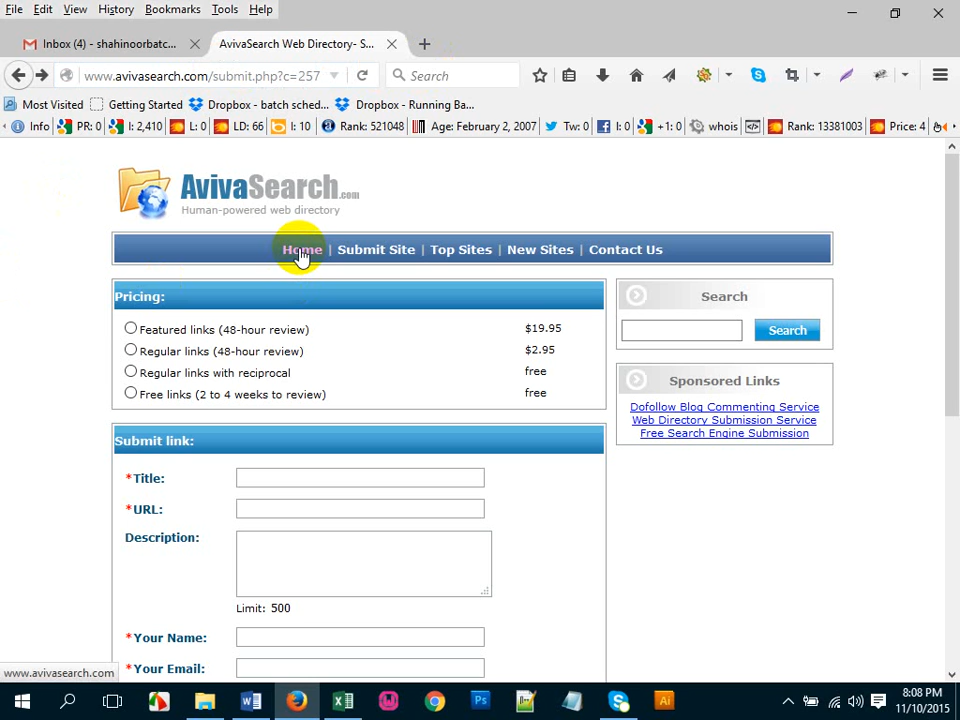 File Edit View History Bookmarks Tools Help
Inbox (4) - shahinoorbatc...
AvivaSearch Web Directory- S...
www.avivasearch.com/submit.php?c=257
Search
Most Visited Getting Started Dropbox - batch sched... Dropbox - Running Ba...
Info PR: 0 I: 2,410 L: 0 LD: 66 I: 10 Rank: 521048 Age: February 2, 2007 Tw: 0 I: 0 +1: 0 whois Rank: 13381003 Price: 4
AvivaSearch.com
Human-powered web directory
Home | Submit Site | Top Sites | New Sites | Contact Us
Pricing:
Featured links (48-hour review) $19.95
Regular links (48-hour review) $2.95
Regular links with reciprocal free
Free links (2 to 4 weeks to review) free
Search
Search
Sponsored Links
Dofollow Blog Commenting Service
Web Directory Submission Service
Free Search Engine Submission
Submit link:
*Title:
*URL:
Description:
Limit: 500
*Your Name:
*Your Email:
www.avivasearch.com
8:08 PM
11/10/2015